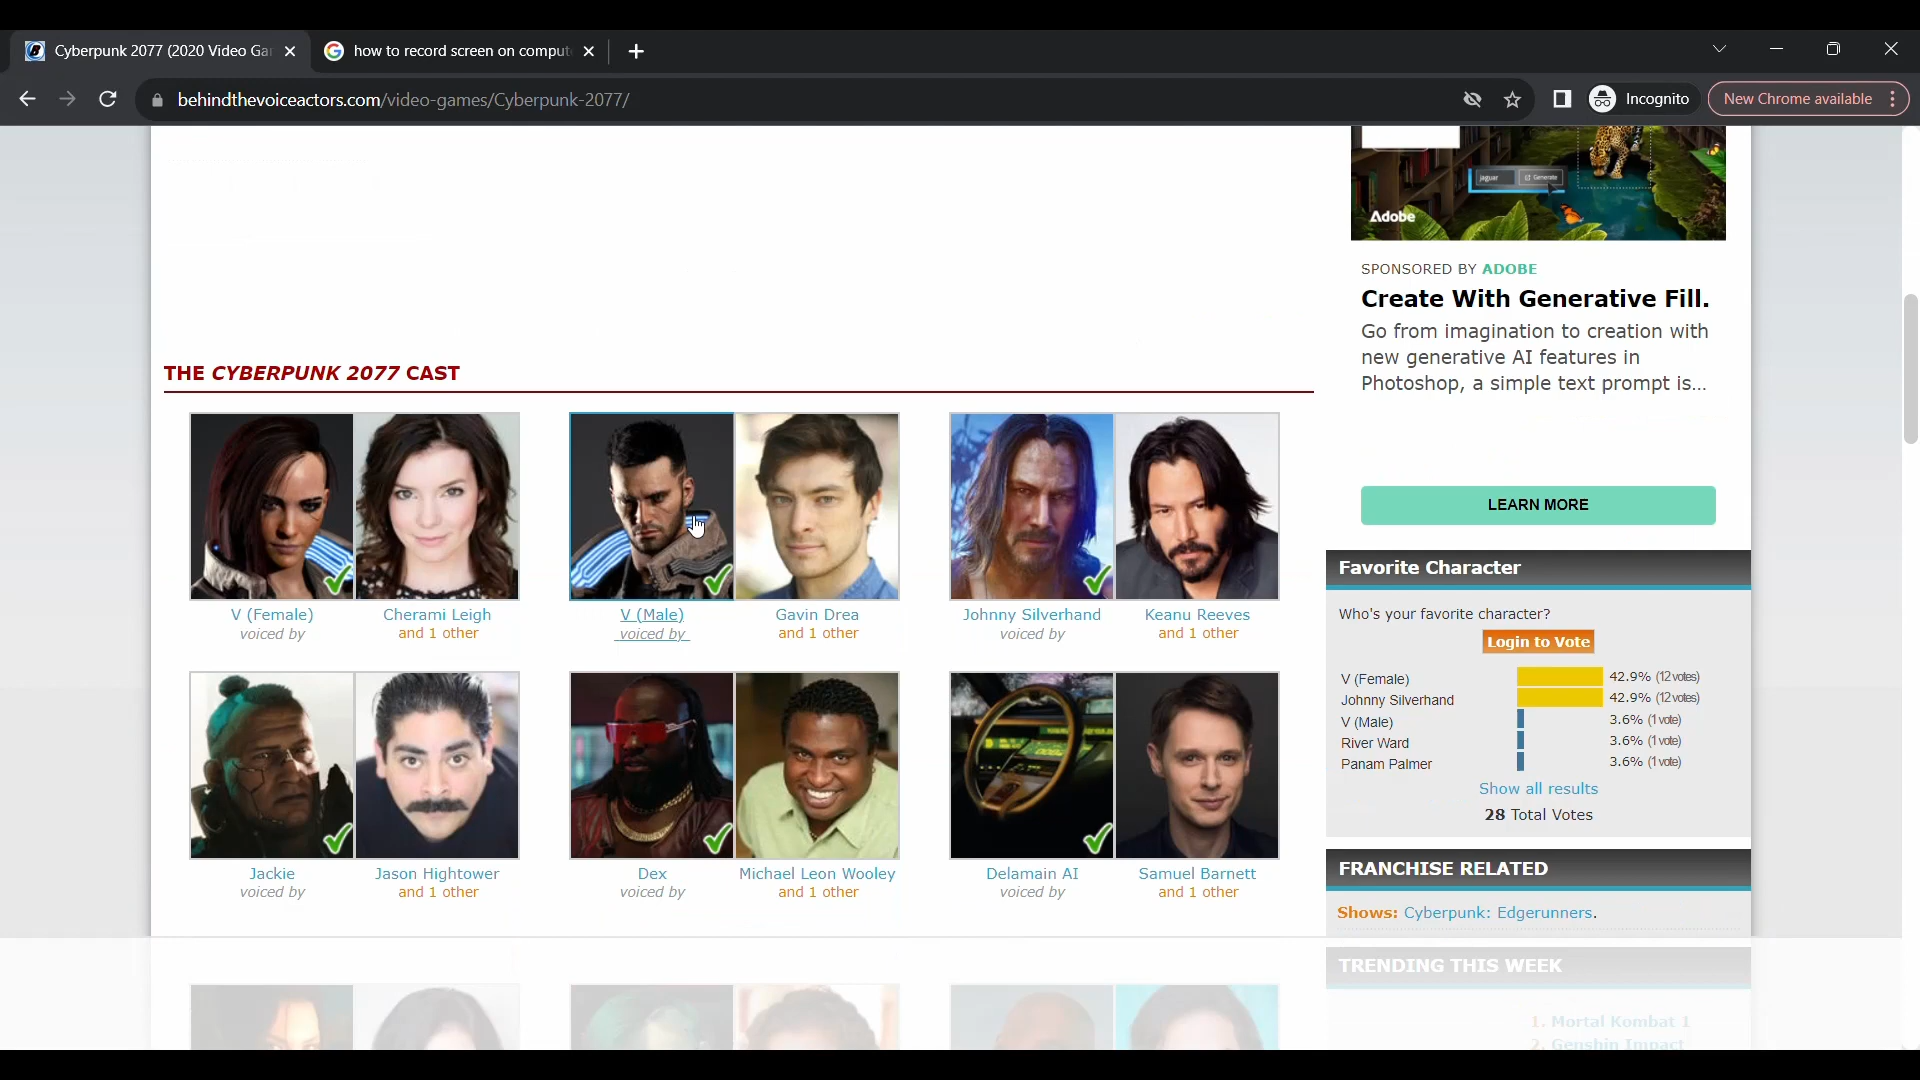 Cyberpunk 2077 (2020 Video Ga
how to record screen on comput
behindthevoiceactors.com/video-games/Cyberpunk-2077/
Incognito
New Chrome available
jaguar
Generate
Adobe
SPONSORED BY ADOBE
Create With Generative Fill.
Go from imagination to creation with
new generative AI features in
Photoshop, a simple text prompt is...
LEARN MORE
THE CYBERPUNK 2077 CAST
V (Female)
voiced by
Cherami Leigh
and 1 other
V (Male)
voiced by
Gavin Drea
and 1 other
Johnny Silverhand
voiced by
Keanu Reeves
and 1 other
Jackie
voiced by
Jason Hightower
and 1 other
Dex
voiced by
Michael Leon Wooley
and 1 other
Delamain AI
voiced by
Samuel Barnett
and 1 other
Favorite Character
Who's your favorite character?
Login to Vote
V (Female) 42.9% (12 votes)
Johnny Silverhand 42.9% (12 votes)
V (Male) 3.6% (1 vote)
River Ward 3.6% (1 vote)
Panam Palmer 3.6% (1 vote)
Show all results
28 Total Votes
FRANCHISE RELATED
Shows: Cyberpunk: Edgerunners.
TRENDING THIS WEEK
1. Mortal Kombat 1
2. Genshin Impact